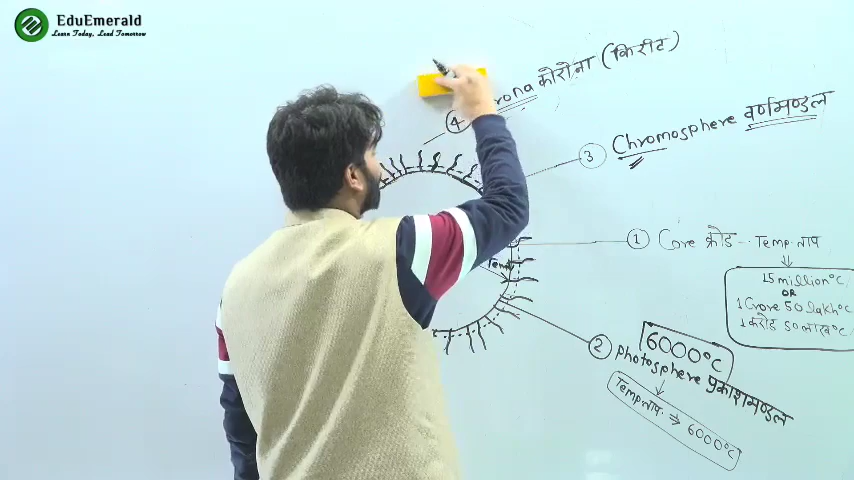 EduEmerald
Learn Today, Lead Tomorrow
4 rona कोरोना (किरीट)
3 Chromosphere वर्णमण्डल
1 Core क्रोड Temp. ताप
15 million°C
OR
1 Crore 50 lakh°C
1 करोड़ 50 लाख°C
2 6000°C
photosphere प्रकाशमण्डल
Temp. ताप ⇒ 6000°C
Temp